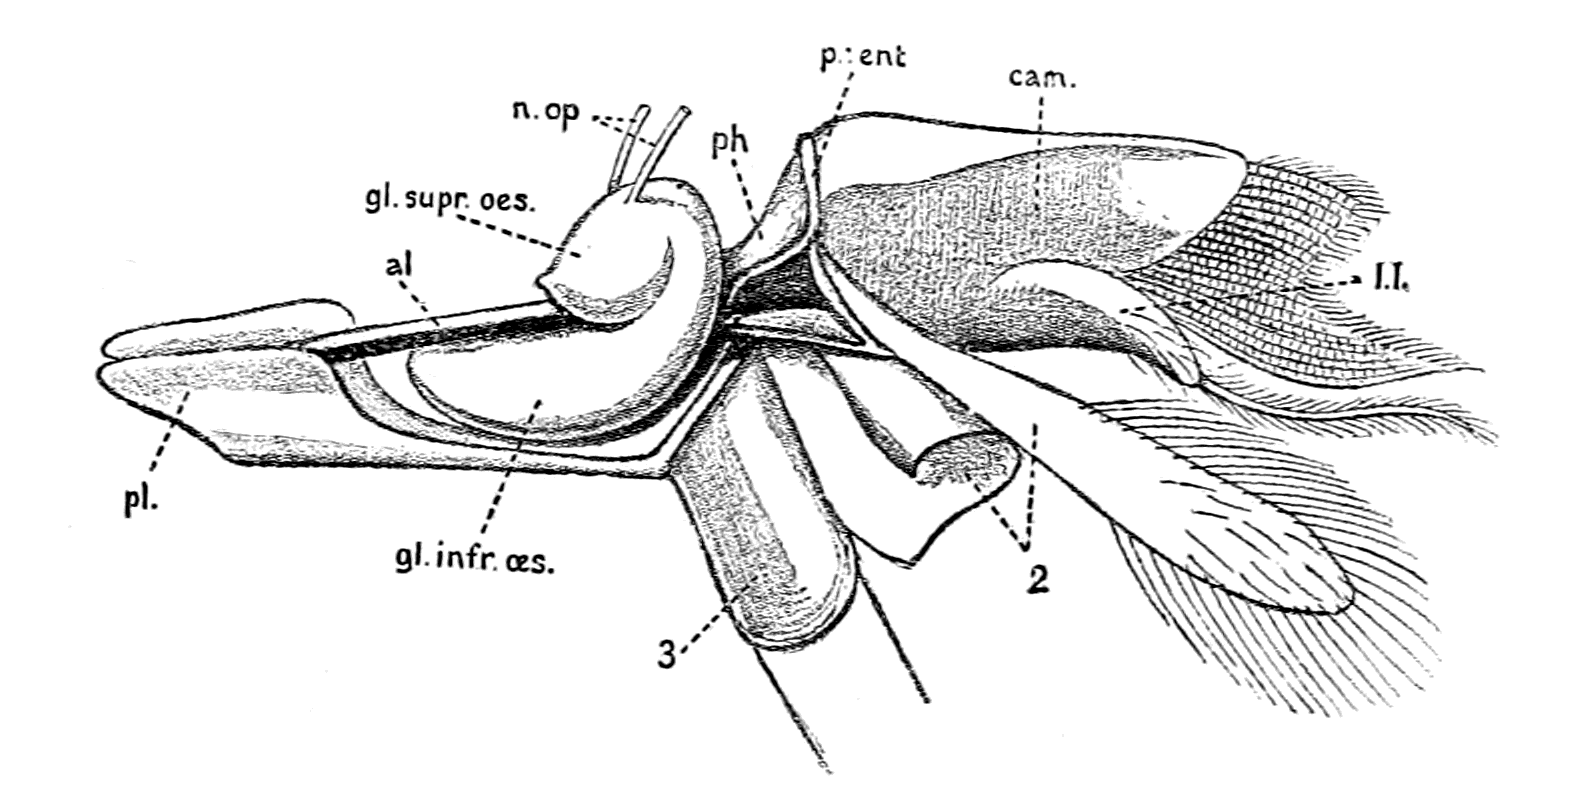 p.:ent
cam.
n.op
ph
gl. supr. oes.
al
l.l.
pl.
gl. infr. œs.
2
3